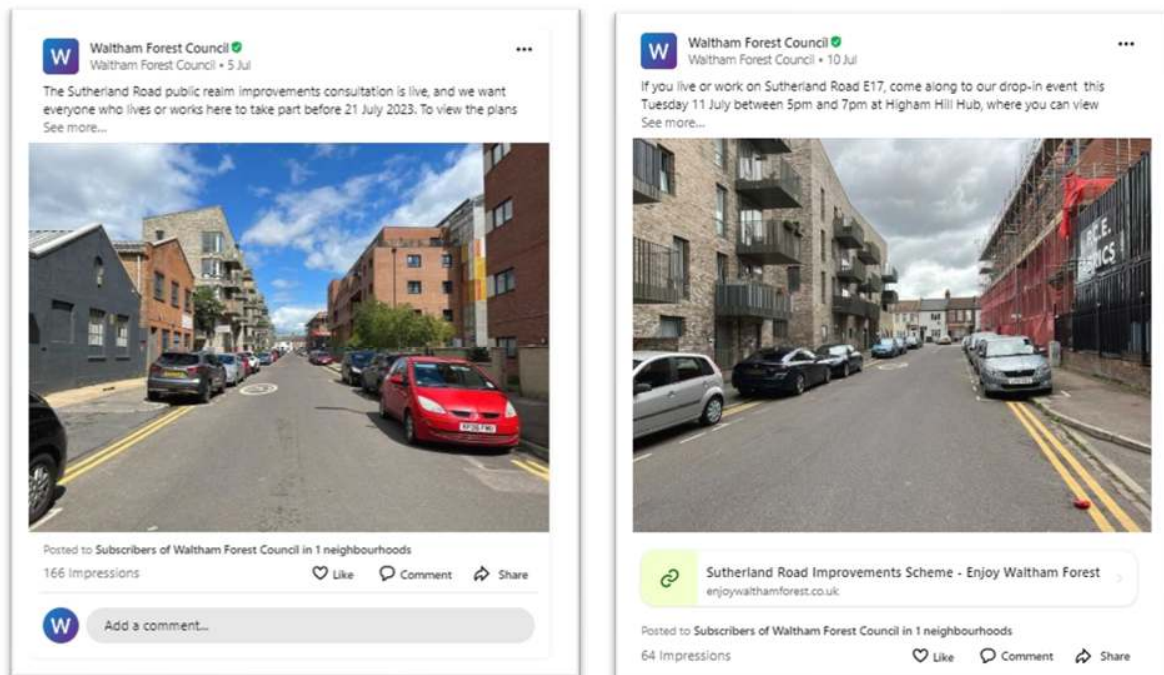 W
Waltham Forest Council
Waltham Forest Council • 5 Jul
The Sutherland Road public realm improvements consultation is live, and we want
everyone who lives or works here to take part before 21 July 2023. To view the plans
See more...
Posted to Subscribers of Waltham Forest Council in 1 neighbourhoods
166 Impressions
Like
Comment
Share
W
Add a comment...
W
Waltham Forest Council
Waltham Forest Council • 10 Jul
If you live or work on Sutherland Road E17, come along to our drop-in event this
Tuesday 11 July between 5pm and 7pm at Higham Hill Hub, where you can view
See more...
Sutherland Road Improvements Scheme - Enjoy Waltham Forest
enjoywalthamforest.co.uk
Posted to Subscribers of Waltham Forest Council in 1 neighbourhoods
64 Impressions
Like
Comment
Share